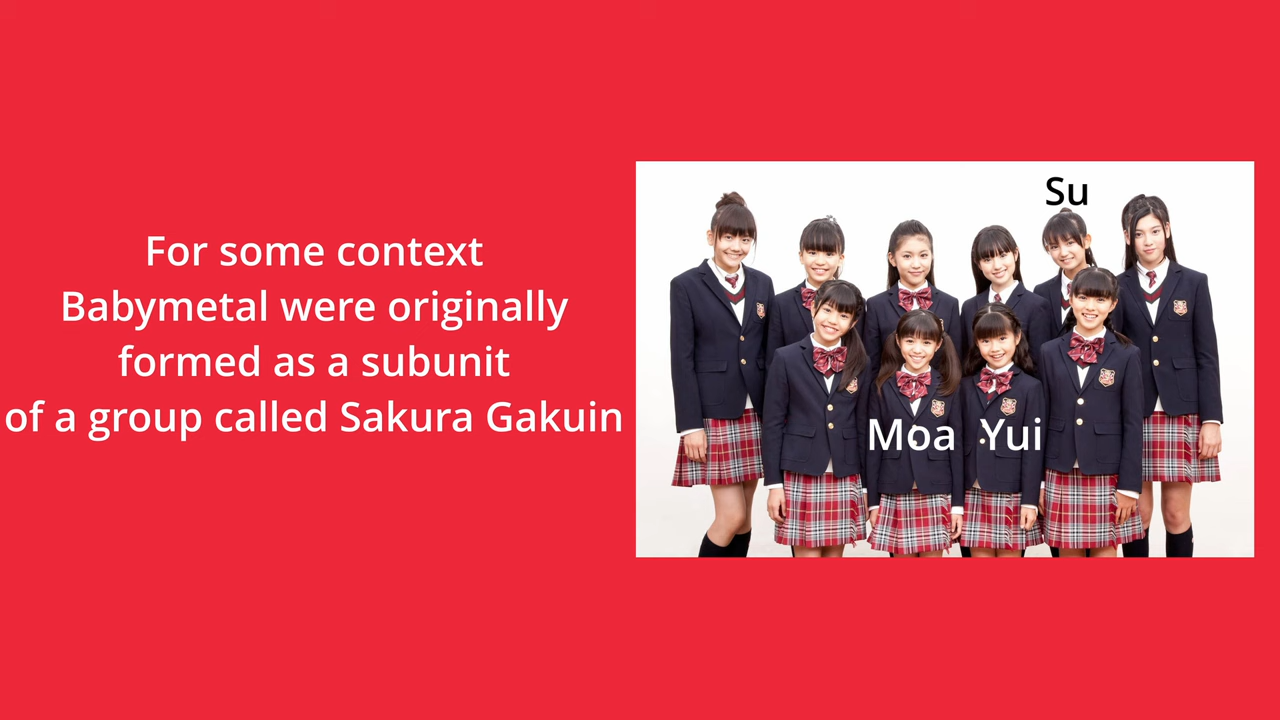 For some context
Babymetal were originally
formed as a subunit
of a group called Sakura Gakuin
Su
Moa Yui